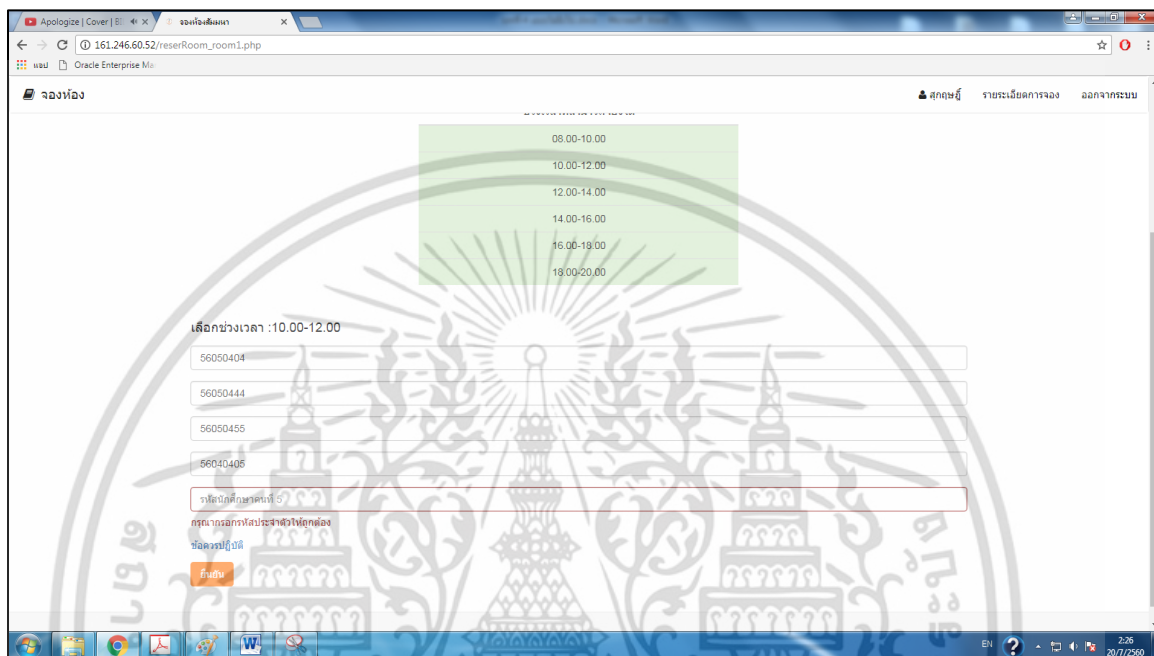 Apologize | Cover | Bl
จองห้องสัมมนา
161.246.60.52/reserRoom_room1.php
แอป
Oracle Enterprise Ma
จองห้อง
สุกฤษฎิ์
รายระเอียดการจอง
ออกจากระบบ
08.00-10.00
10.00-12.00
12.00-14.00
14.00-16.00
16.00-18.00
18.00-20.00
เลือกช่วงเวลา :10.00-12.00
56050404
56050444
56050455
56040405
รหัสนักศึกษาคนที่ 5
กรุณากรอกรหัสประจำตัวให้ถูกต้อง
ข้อควรปฏิบัติ
ยืนยัน
EN
2:26
20/7/2560